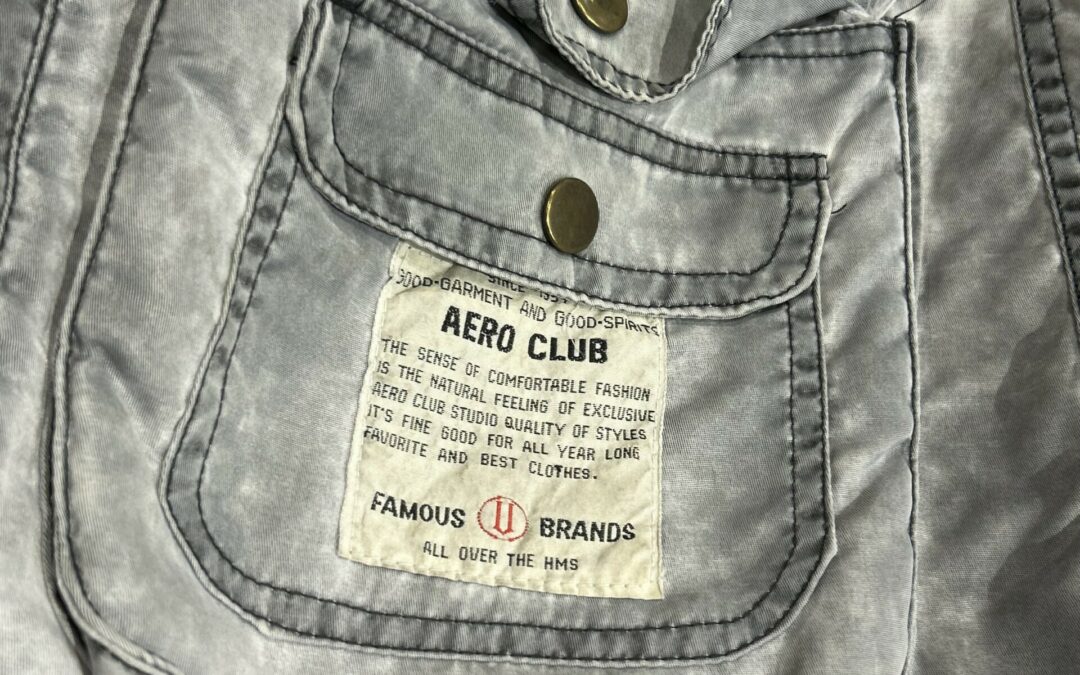 SINCE
GOOD-GARMENT AND GOOD-SPIRITS
AERO CLUB
THE SENSE OF COMFORTABLE FASHION
IS THE NATURAL FEELING OF EXCLUSIVE
AERO CLUB STUDIO QUALITY OF STYLES
IT'S FINE GOOD FOR ALL YEAR LONG
FAVORITE AND BEST CLOTHES.
FAMOUS U BRANDS
ALL OVER THE HMS